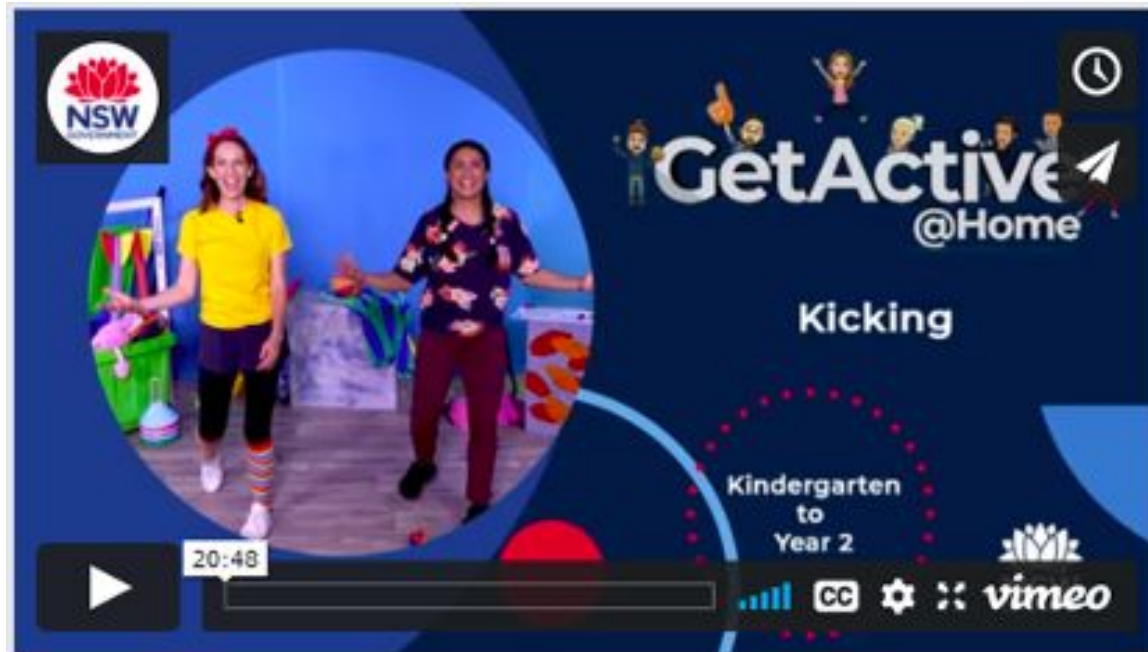 NSW
GOVERNMENT
GetActive
@Home
Kicking
Kindergarten
to
Year 2
20:48
CC
vimeo